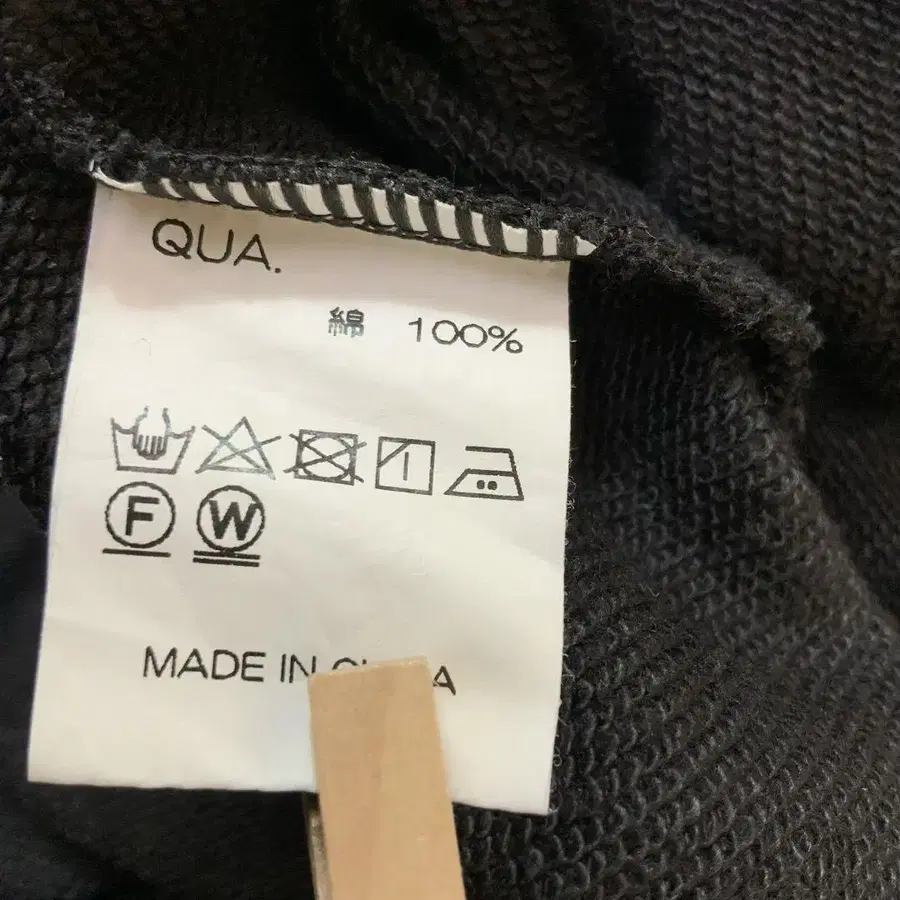 QUA.
綿 100%
F W
MADE IN